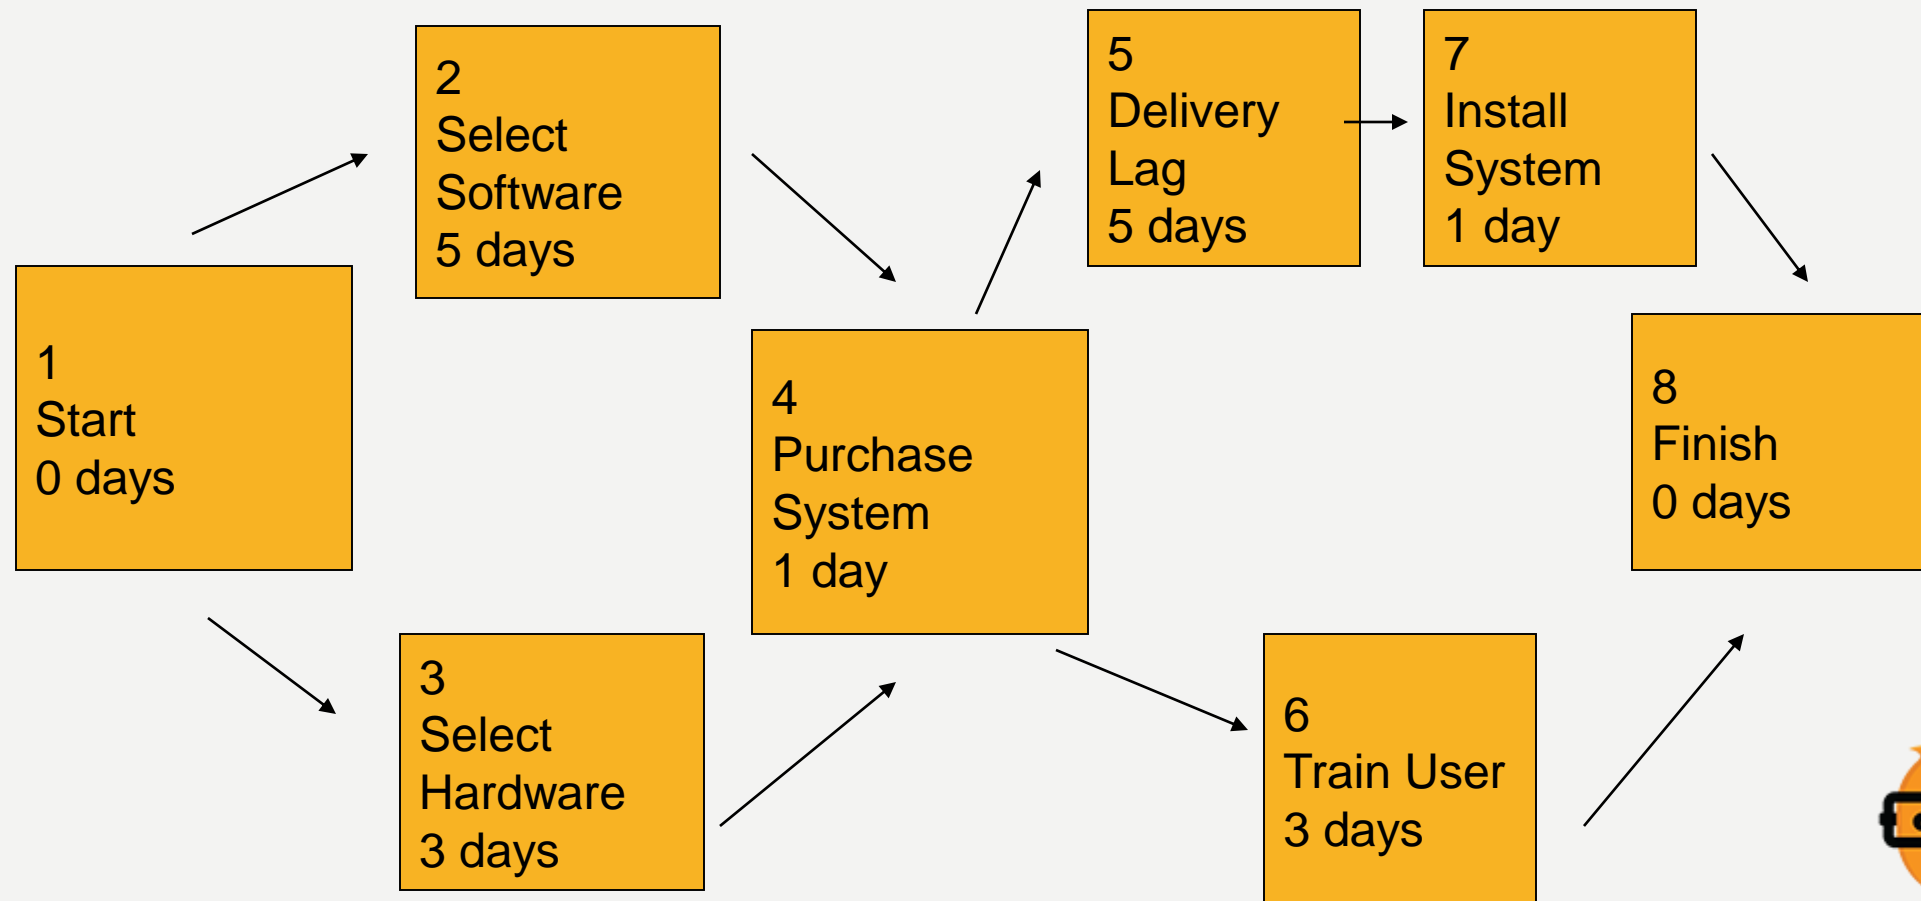 1
Start
0 days
2
Select
Software
5 days
3
Select
Hardware
3 days
4
Purchase
System
1 day
5
Delivery
Lag
5 days
6
Train User
3 days
7
Install
System
1 day
8
Finish
0 days